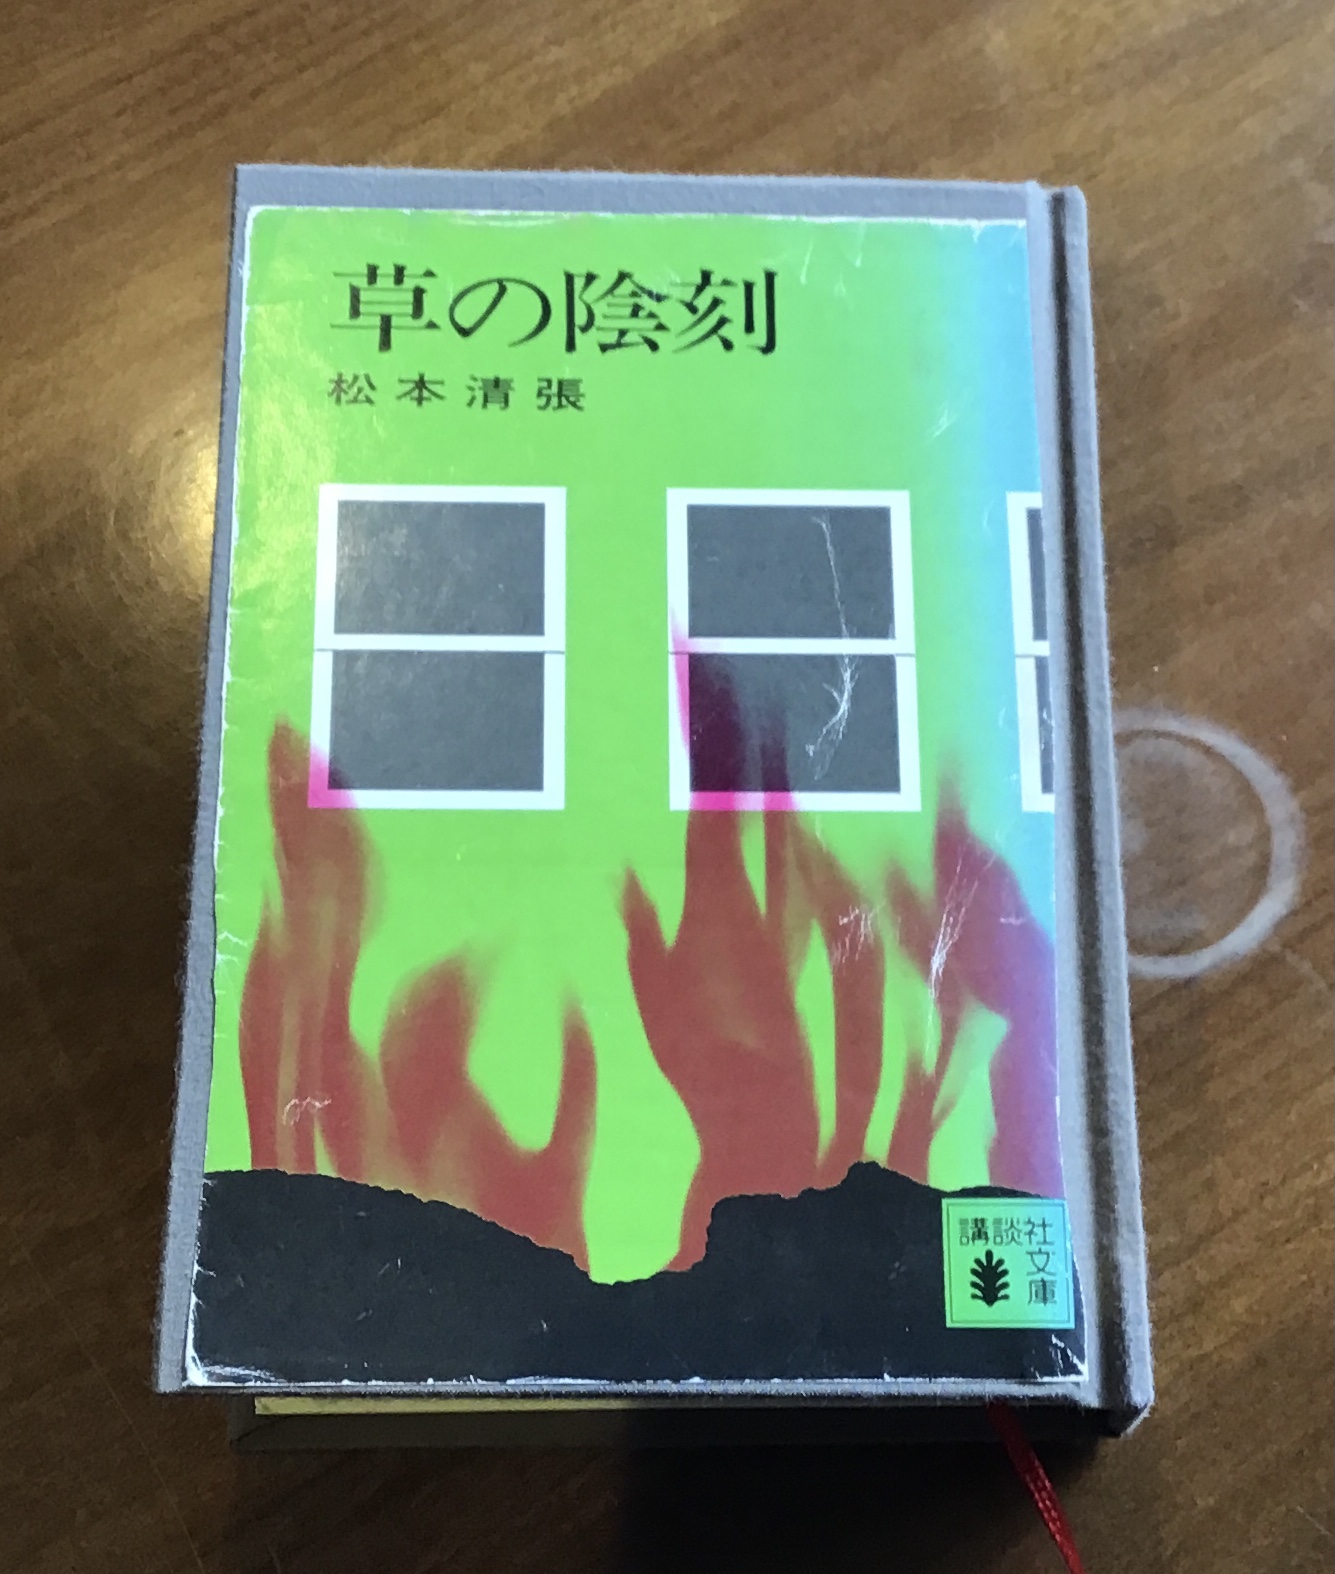 草の陰刻
松本清張
講談社
文庫